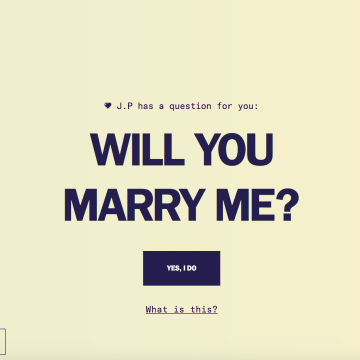 J.P has a question for you:
WILL YOU
MARRY ME?
YES, I DO
What is this?